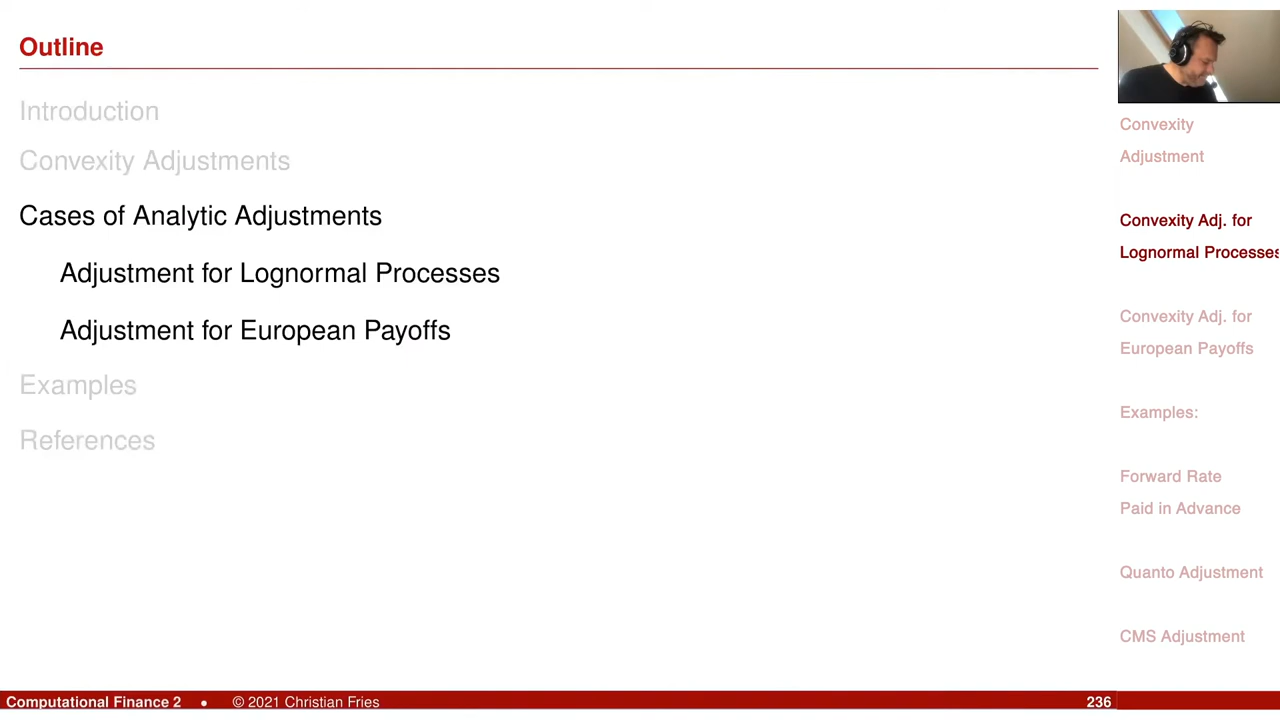 Outline
Introduction
Convexity Adjustments
Cases of Analytic Adjustments
Adjustment for Lognormal Processes
Adjustment for European Payoffs
Examples
References
Convexity
Adjustment
Convexity Adj. for
Lognormal Processes
Convexity Adj. for
European Payoffs
Examples:
Forward Rate
Paid in Advance
Quanto Adjustment
CMS Adjustment
Computational Finance 2 • © 2021 Christian Fries 236